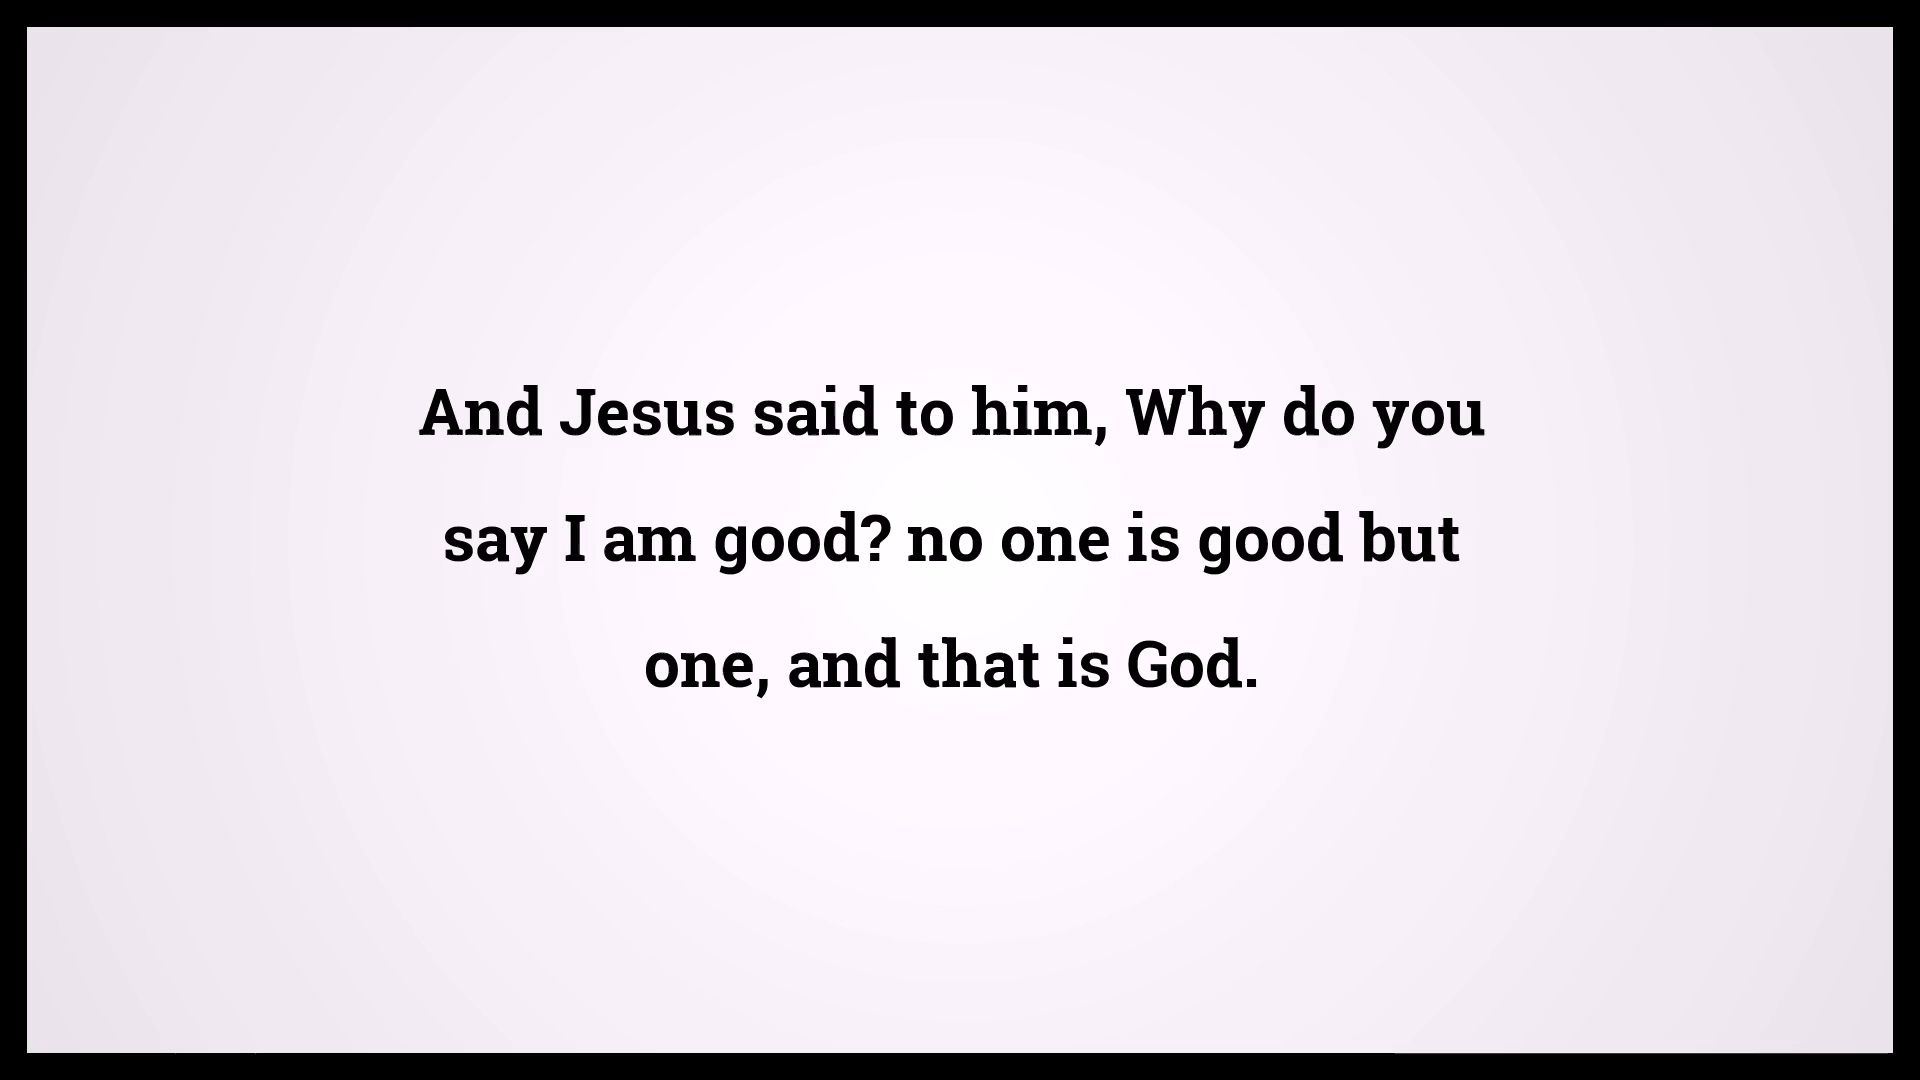 And Jesus said to him, Why do you
say I am good? no one is good but
one, and that is God.